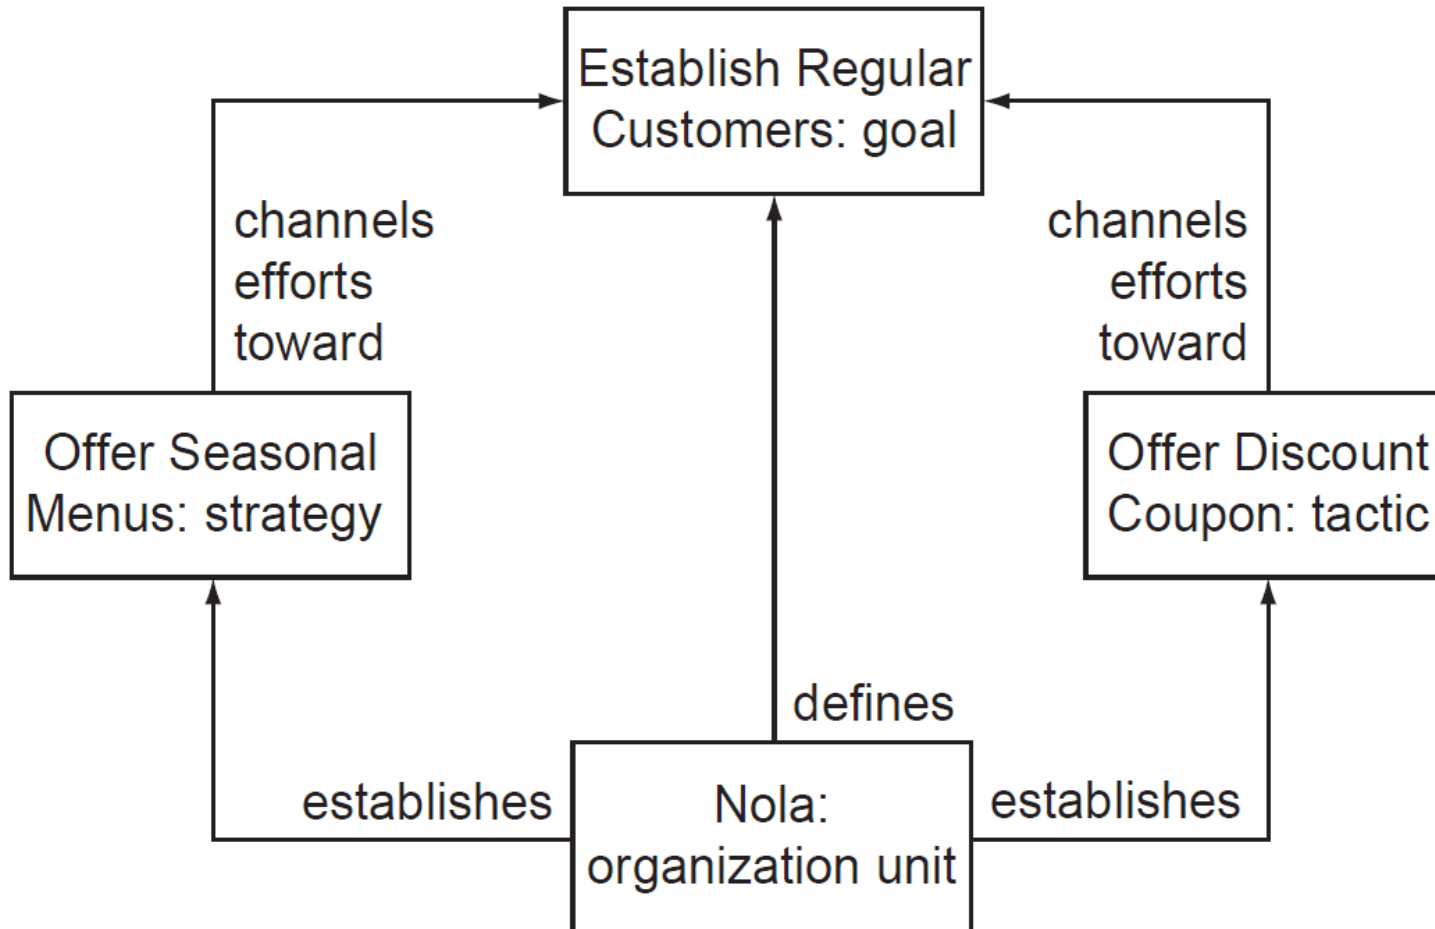 Establish Regular
Customers: goal
channels
efforts
toward
channels
efforts
toward
Offer Seasonal
Menus: strategy
Offer Discount
Coupon: tactic
defines
establishes
Nola:
organization unit
establishes